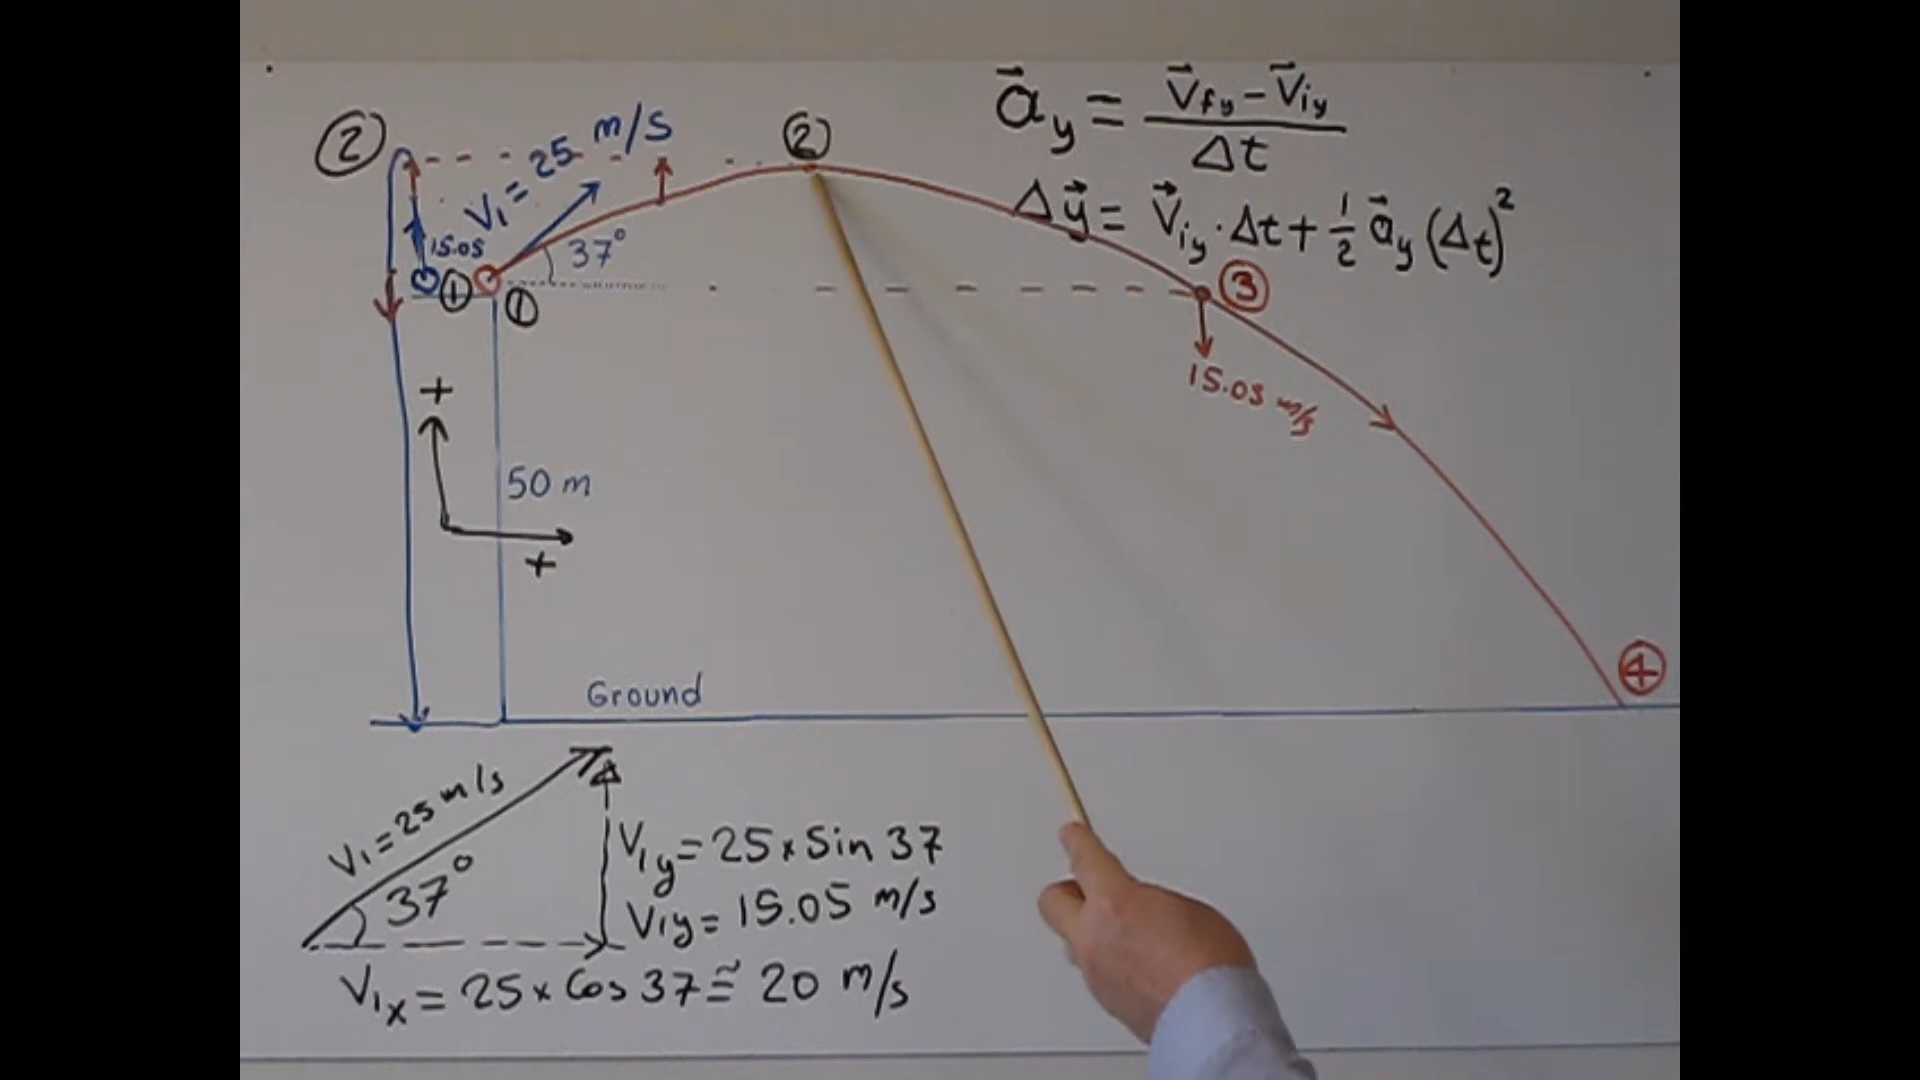 ②
V₁ = 25 m/s
②
37°
15.05
①
①
③
15.05 m/s
+
+
50 m
Ground
④
a⃗y = (V⃗fy − V⃗iy) / Δt
Δy⃗ = V⃗iy · Δt + ½ a⃗y (Δt)²
V₁ = 25 m/s
37°
V₁y = 25 × Sin 37
V₁y = 15.05 m/s
V₁x = 25 × Cos 37 ≅ 20 m/s